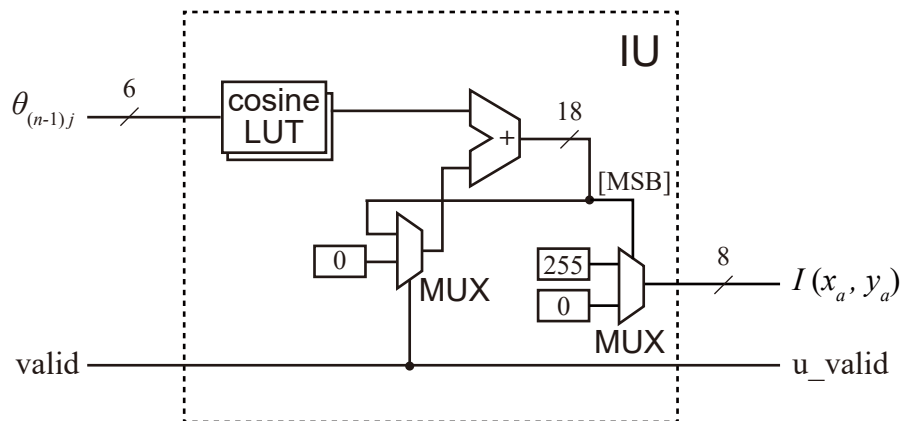 IU
θ(n-1)j
6
cosine
LUT
+
18
[MSB]
0
MUX
255
0
MUX
8
I (xa, ya)
valid
u_valid